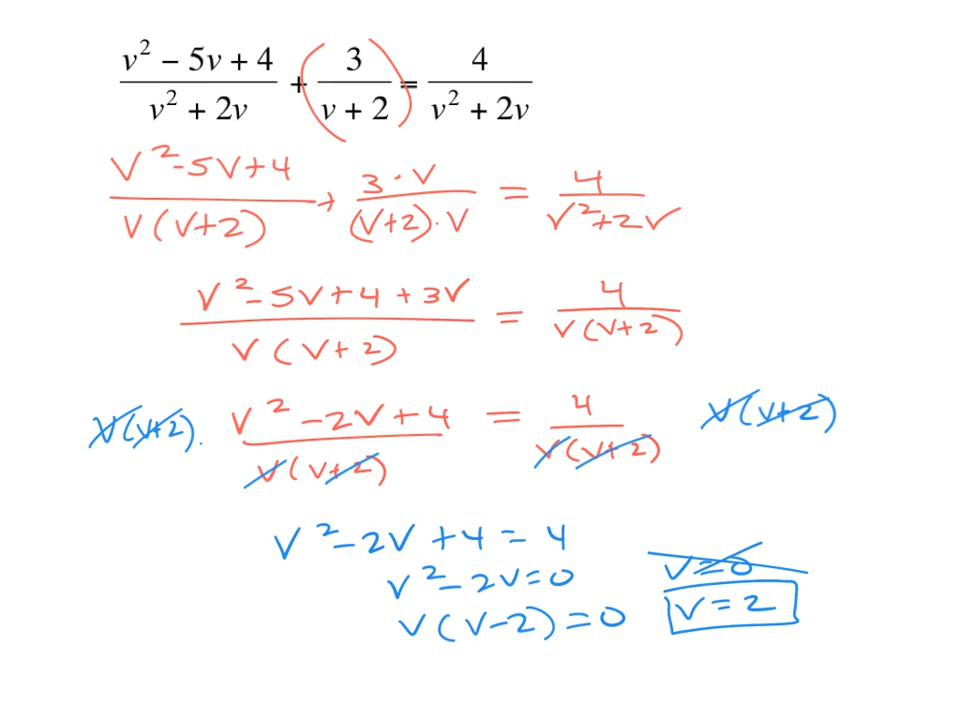 (v² − 5v + 4)/(v² + 2v) + 3/(v + 2) = 4/(v² + 2v)
(V² - 5V + 4)/(V(V+2)) + (3 · V)/((V+2) · V) = 4/(V² + 2V)
(V² - 5V + 4 + 3V)/(V(V+2)) = 4/(V(V+2))
V(V+2) · (V² - 2V + 4)/(V(V+2)) = 4/(V(V+2)) V(V+2)
V² - 2V + 4 = 4
V² - 2V = 0
V = 0
V(V-2) = 0
V = 2